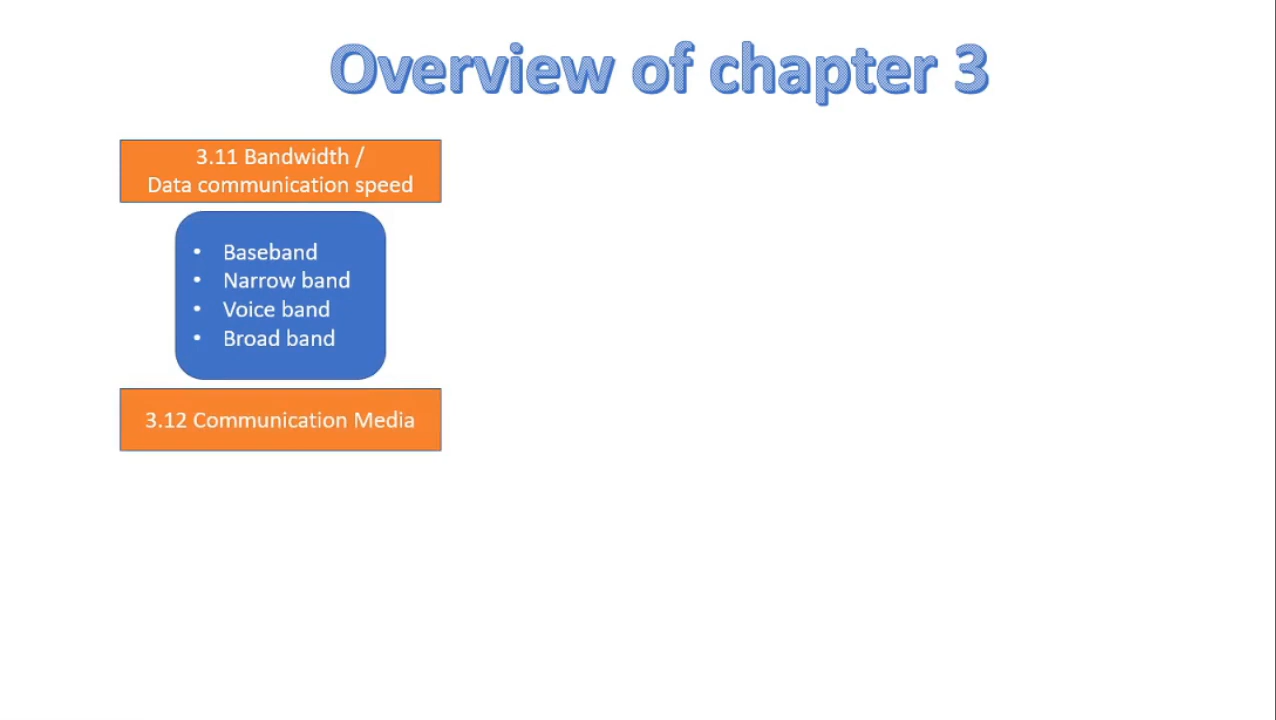 Overview of chapter 3
3.11 Bandwidth /
Data communication speed
• Baseband
• Narrow band
• Voice band
• Broad band
3.12 Communication Media